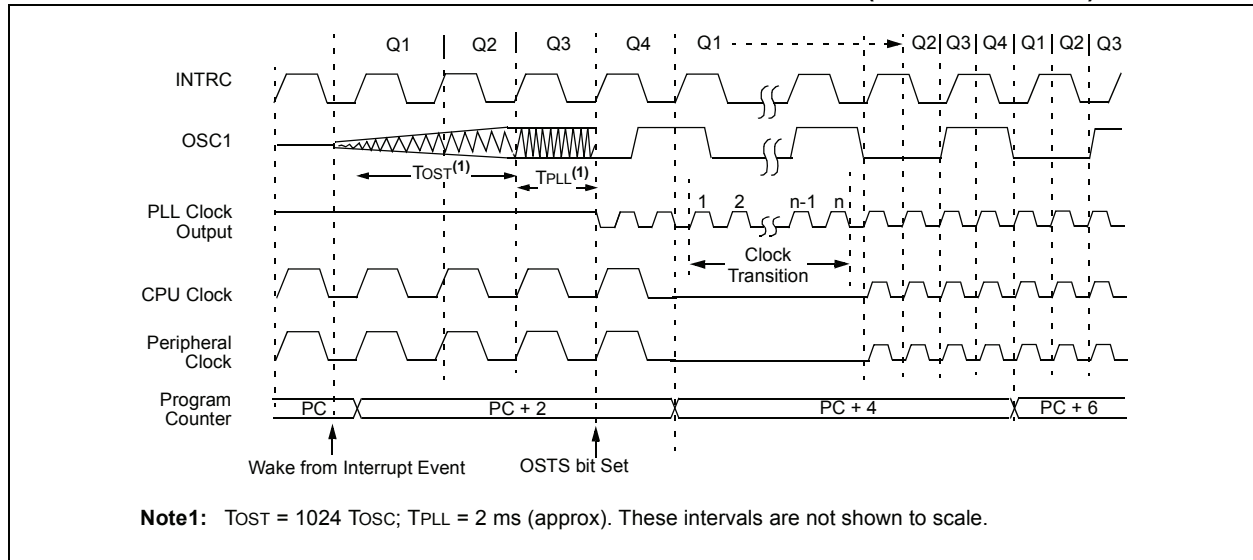 Q1 Q2 Q3 Q4 Q1 Q2 Q3 Q4 Q1 Q2 Q3
INTRC
OSC1
TOST(1) TPLL(1)
PLL Clock
Output
1 2 n-1 n
Clock
Transition
CPU Clock
Peripheral
Clock
Program
Counter
PC PC + 2 PC + 4 PC + 6
Wake from Interrupt Event OSTS bit Set
Note1: TOST = 1024 TOSC; TPLL = 2 ms (approx). These intervals are not shown to scale.